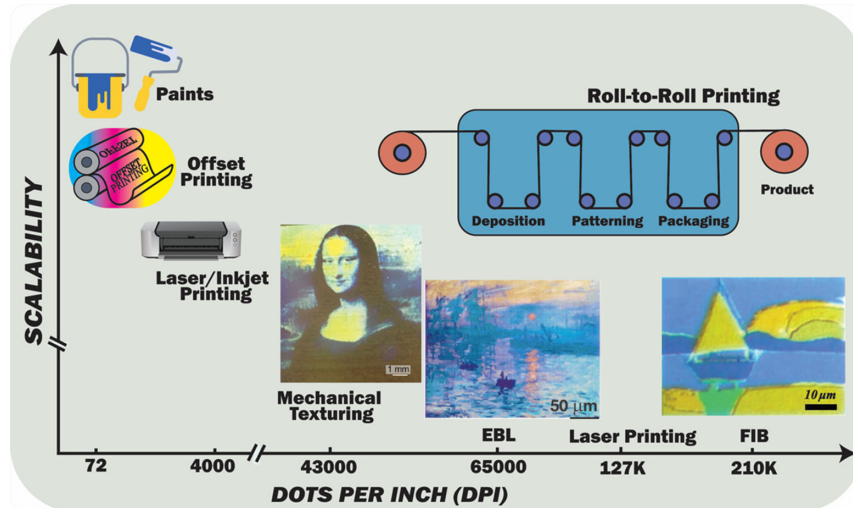 SCALABILITY
Paints
OFFSET
PRINTING
Offset
Printing
Laser/Inkjet
Printing
Roll-to-Roll Printing
Deposition
Patterning
Packaging
Product
1 mm
Mechanical
Texturing
50 µm
10 µm
EBL
Laser Printing
FIB
72
4000
43000
65000
127K
210K
DOTS PER INCH (DPI)